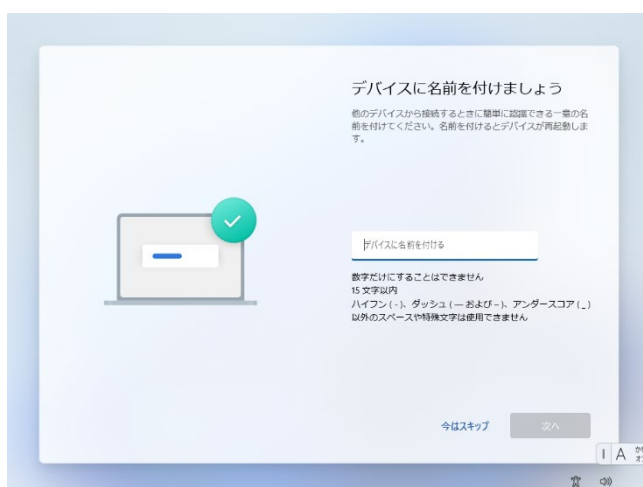 デバイスに名前を付けましょう
他のデバイスから接続するときに簡単に認識できる一意の名
前を付けてください。名前を付けるとデバイスが再起動しま
す。
デバイスに名前を付ける
数字だけにすることはできません
15 文字以内
ハイフン ( - )、ダッシュ ( — および – )、アンダースコア ( _ )
以外のスペースや特殊文字は使用できません
今はスキップ
次へ
A